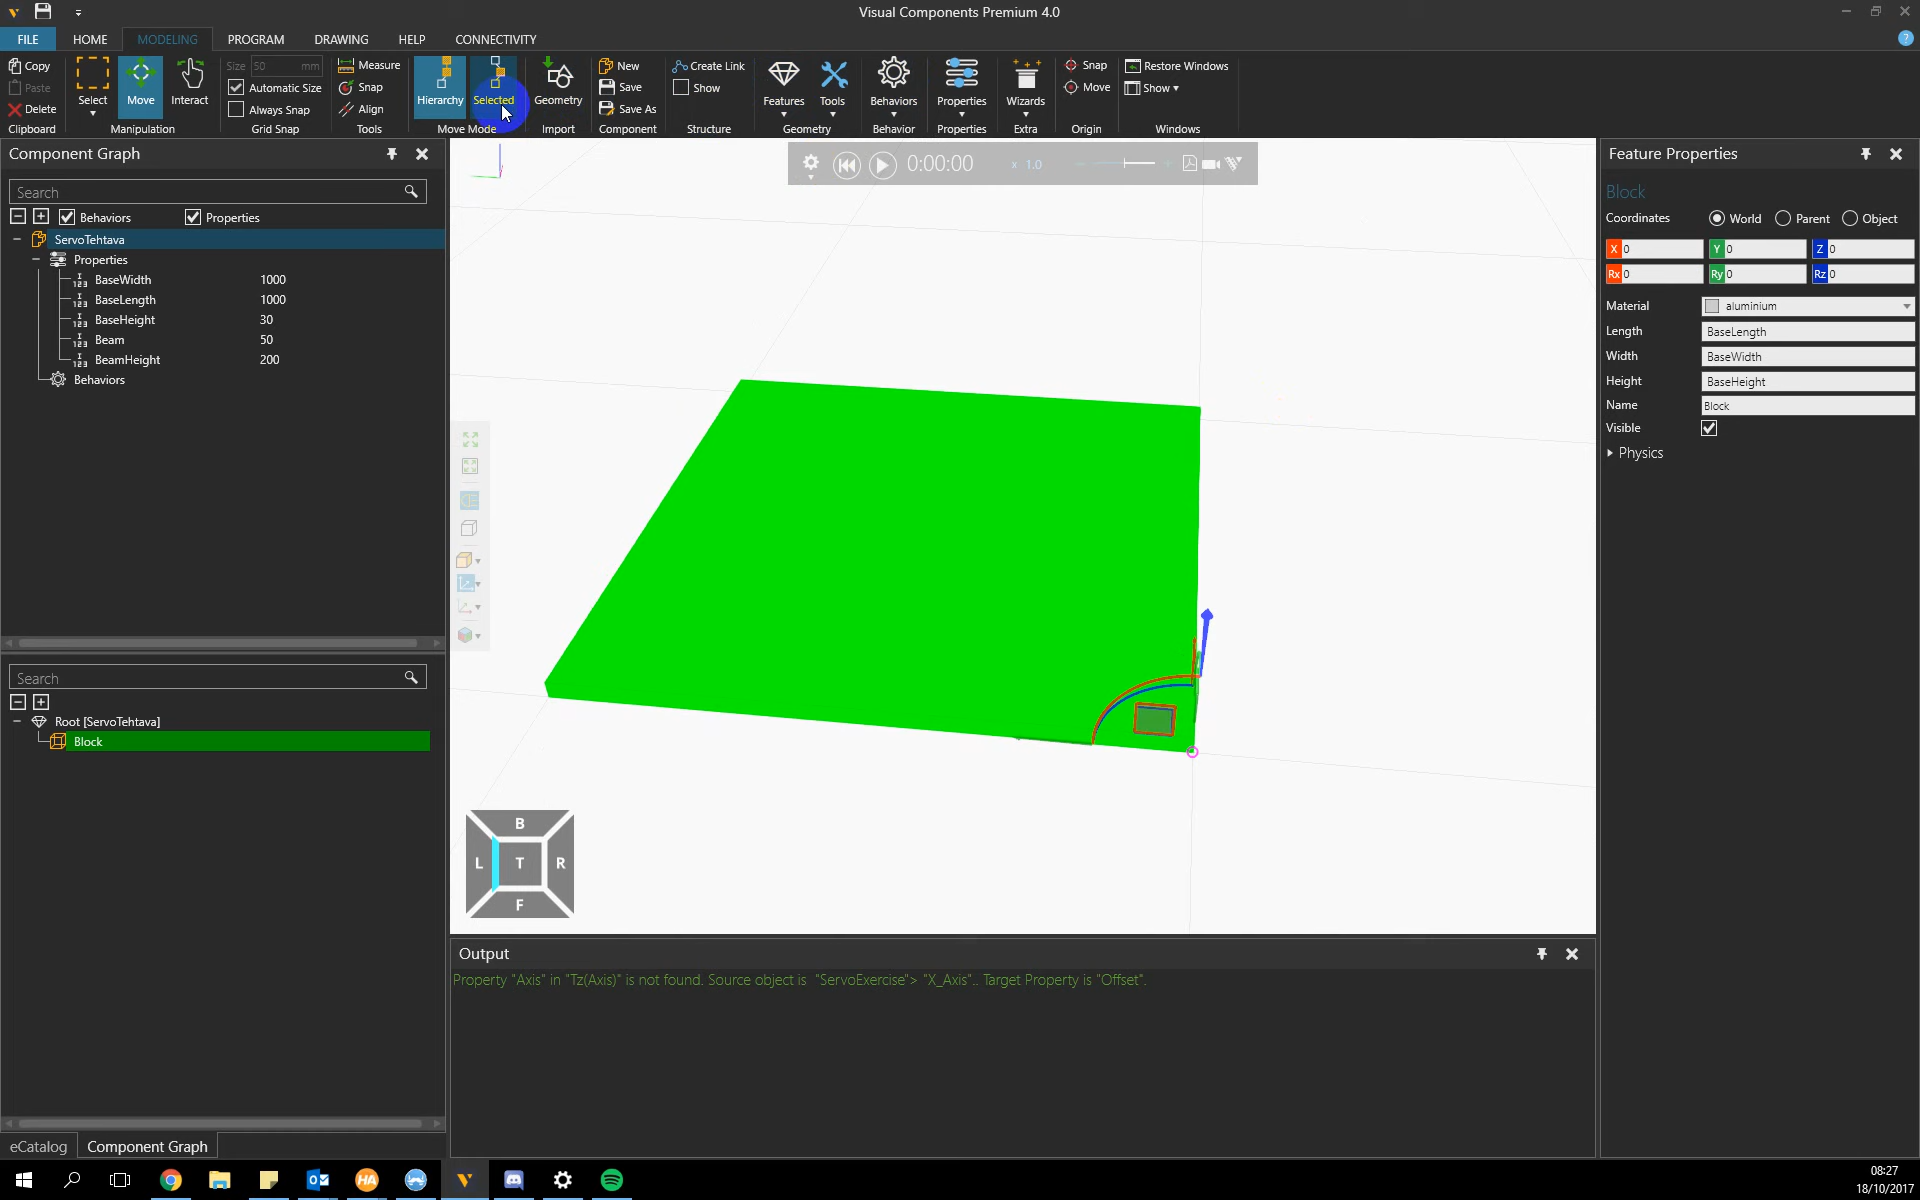 Visual Components Premium 4.0
FILE HOME MODELING PROGRAM DRAWING HELP CONNECTIVITY
Copy
Paste
Delete
Clipboard
Select
Move
Interact
Manipulation
Size 50 mm
Automatic Size
Always Snap
Grid Snap
Measure
Snap
Align
Tools
Hierarchy
Selected
Move Mode
Geometry
Import
New
Save
Save As
Component
Create Link
Show
Structure
Features
Tools
Geometry
Behaviors
Behavior
Properties
Properties
Wizards
Extra
Snap
Move
Origin
Restore Windows
Show
Windows
Component Graph
Search
Behaviors Properties
ServoTehtava
Properties
BaseWidth 1000
BaseLength 1000
BaseHeight 30
Beam 50
BeamHeight 200
Behaviors
Search
Root [ServoTehtava]
Block
eCatalog Component Graph
0:00:00 x 1.0
B
L T R
F
Output
Property "Axis" in "Tz(Axis)" is not found. Source object is "ServoExercise"> "X_Axis".. Target Property is "Offset".
Feature Properties
Block
Coordinates World Parent Object
X 0 Y 0 Z 0
Rx 0 Ry 0 Rz 0
Material aluminium
Length BaseLength
Width BaseWidth
Height BaseHeight
Name Block
Visible
Physics
08:27
18/10/2017